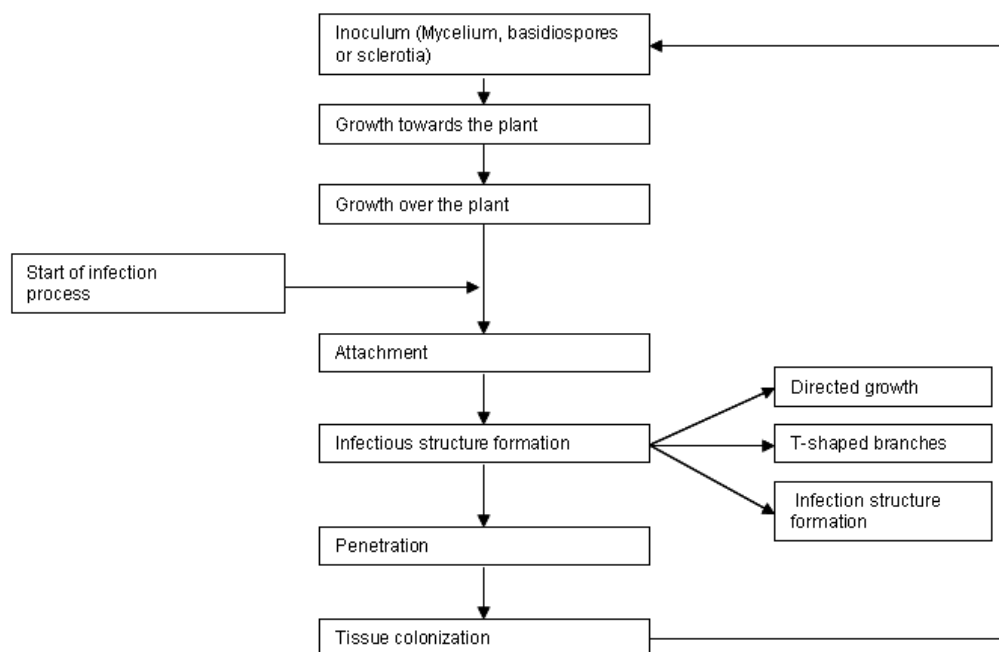 Inoculum (Mycelium, basidiospores
or sclerotia)
Growth towards the plant
Growth over the plant
Start of infection
process
Attachment
Infectious structure formation
Directed growth
T-shaped branches
Infection structure
formation
Penetration
Tissue colonization